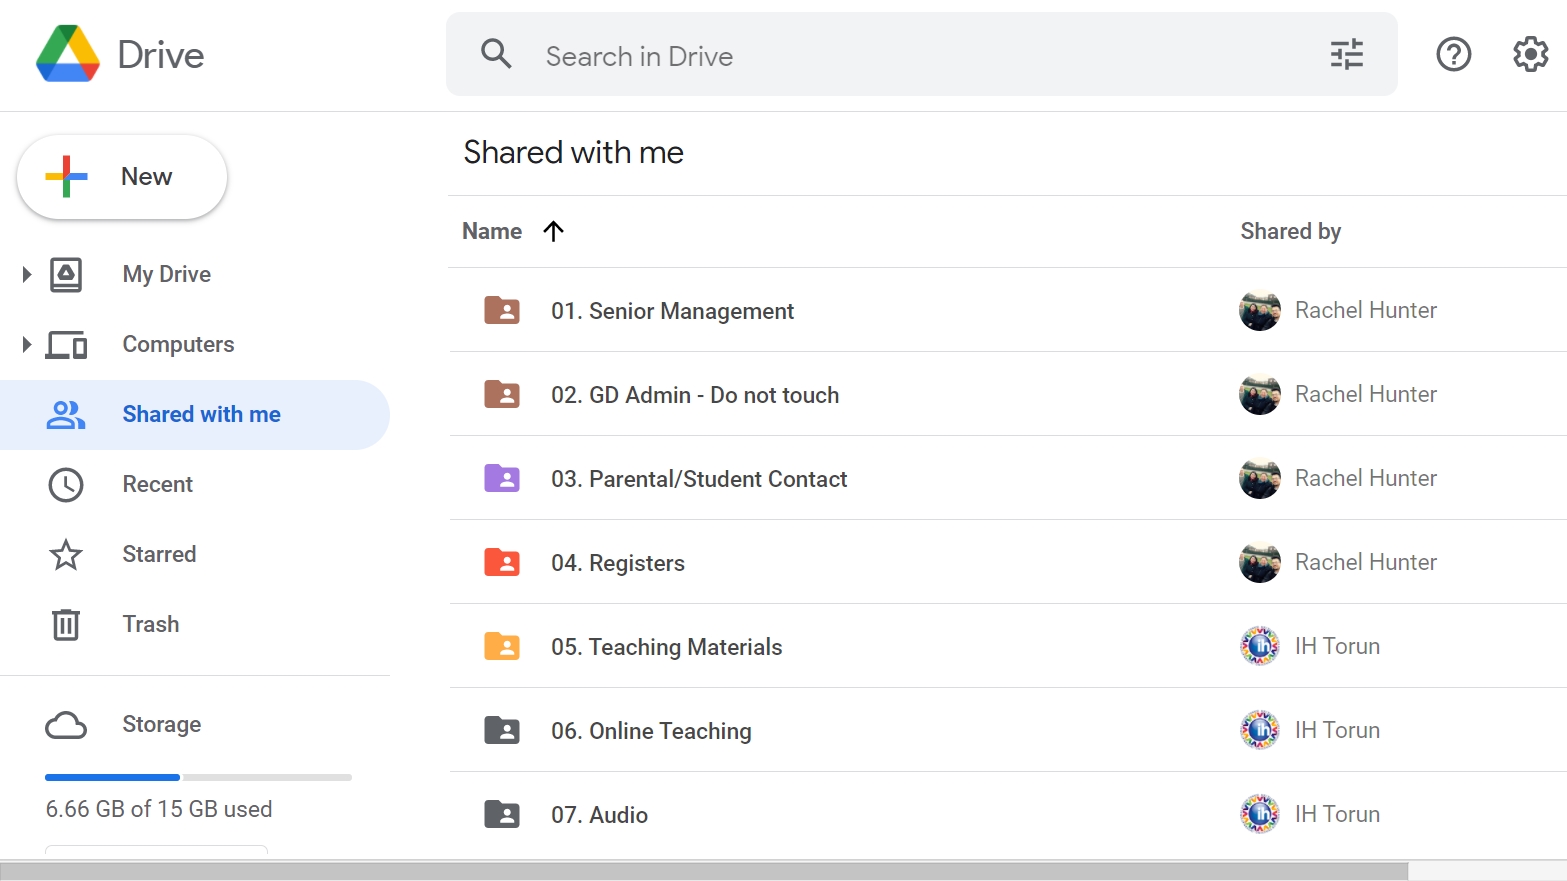 Drive
Search in Drive
New
My Drive
Computers
Shared with me
Recent
Starred
Trash
Storage
6.66 GB of 15 GB used
Shared with me
Name Shared by
01. Senior Management Rachel Hunter
02. GD Admin - Do not touch Rachel Hunter
03. Parental/Student Contact Rachel Hunter
04. Registers Rachel Hunter
05. Teaching Materials IH Torun
06. Online Teaching IH Torun
07. Audio IH Torun